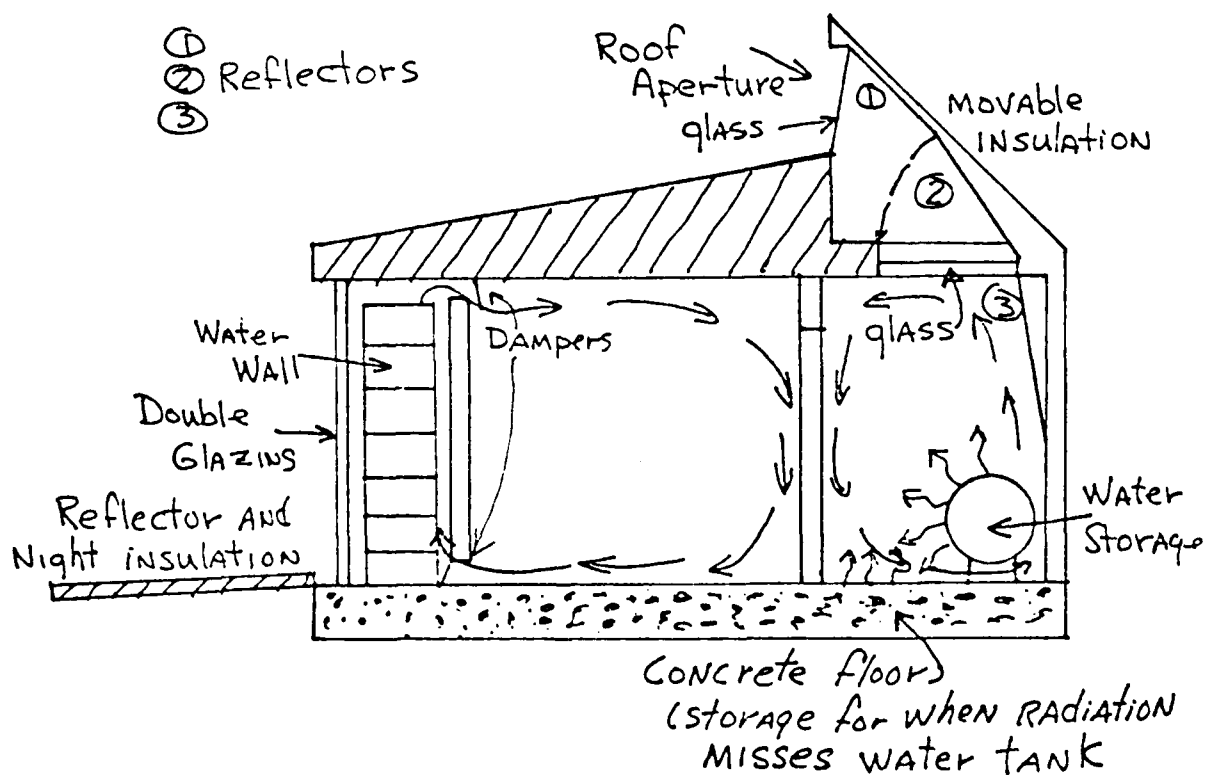 ①
② Reflectors
③
Roof
Aperture
glass
①
MOVABLE
INSULATION
②
③
glass
DAMPERS
Water
WALL
Double
GLAZINGS
Reflector AND
Night insulation
Water
Storage
CONCRETE floor)
(storage for when RADIATION
MISSES WATER TANK